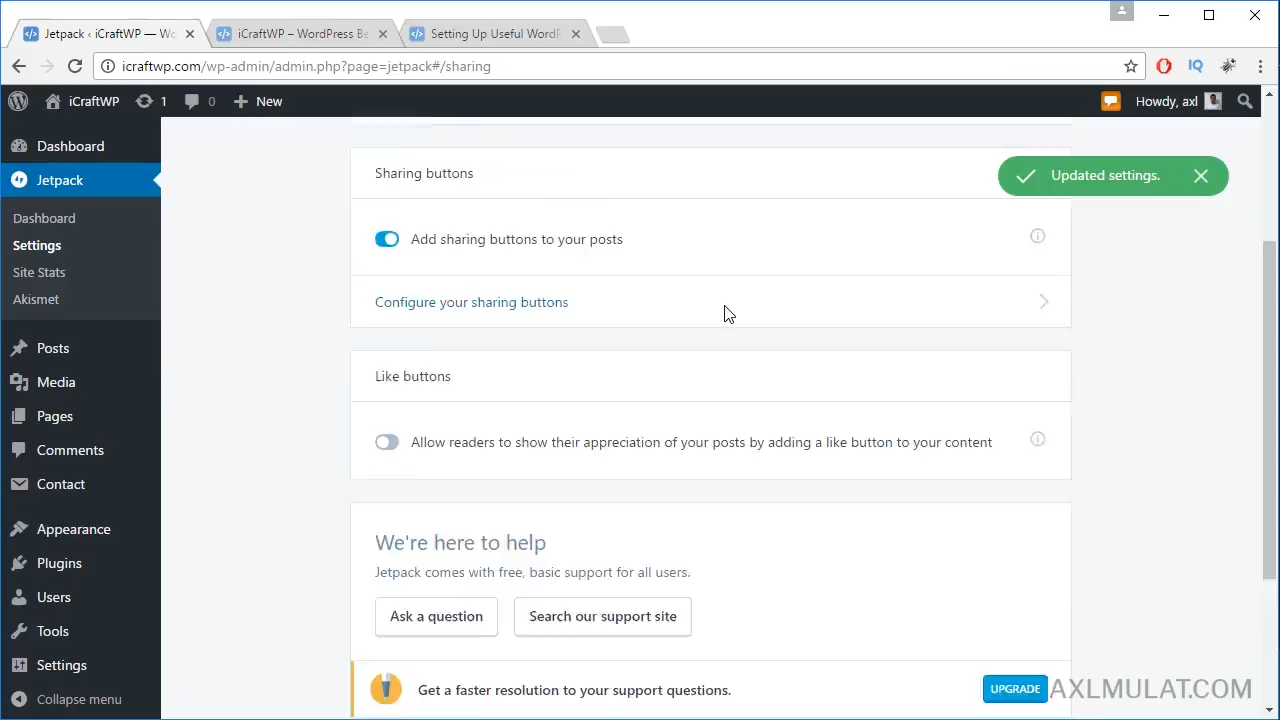 Jetpack ‹ iCraftWP — Wo
iCraftWP – WordPress Be
Setting Up Useful WordP
icraftwp.com/wp-admin/admin.php?page=jetpack#/sharing
IQ
iCraftWP
1
0
New
Howdy, axl
Dashboard
Jetpack
Dashboard
Settings
Site Stats
Akismet
Posts
Media
Pages
Comments
Contact
Appearance
Plugins
Users
Tools
Settings
Collapse menu
Sharing buttons
Updated settings.
Add sharing buttons to your posts
Configure your sharing buttons
Like buttons
Allow readers to show their appreciation of your posts by adding a like button to your content
We're here to help
Jetpack comes with free, basic support for all users.
Ask a question
Search our support site
Get a faster resolution to your support questions.
UPGRADE
AXLMULAT.COM